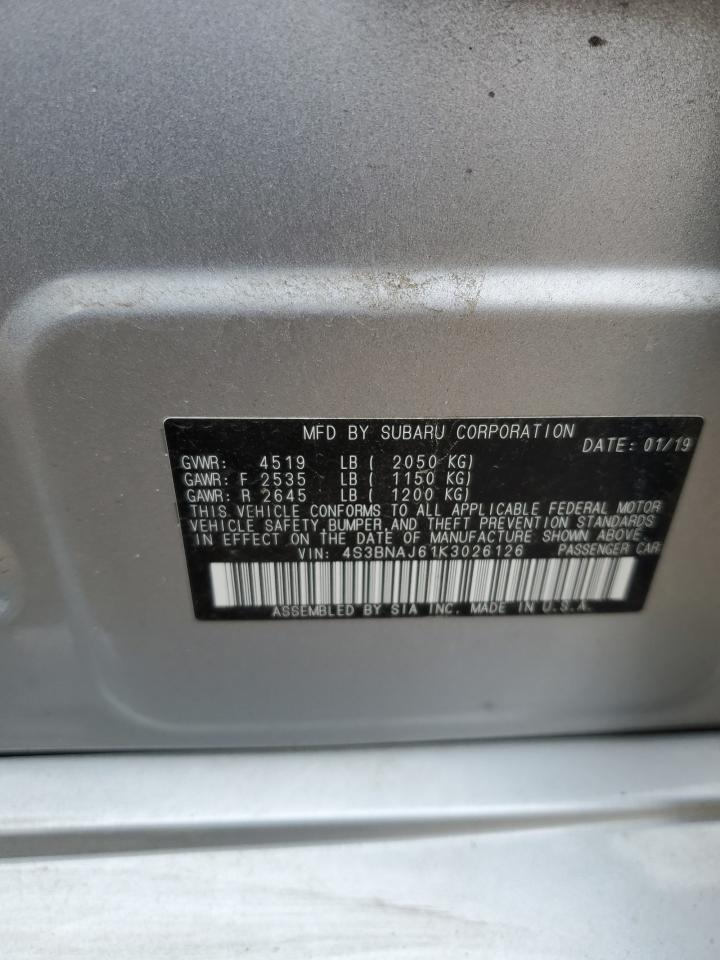 MFD BY SUBARU CORPORATION
DATE: 01/19
GVWR: 4519 LB ( 2050 KG)
GAWR: F 2535 LB ( 1150 KG)
GAWR: R 2645 LB ( 1200 KG)
THIS VEHICLE CONFORMS TO ALL APPLICABLE FEDERAL MOTOR
VEHICLE SAFETY, BUMPER, AND THEFT PREVENTION STANDARDS
IN EFFECT ON THE DATE OF MANUFACTURE SHOWN ABOVE.
VIN: 4S3BNAJ61K3026126 PASSENGER CAR
ASSEMBLED BY SIA INC. MADE IN U.S.A.